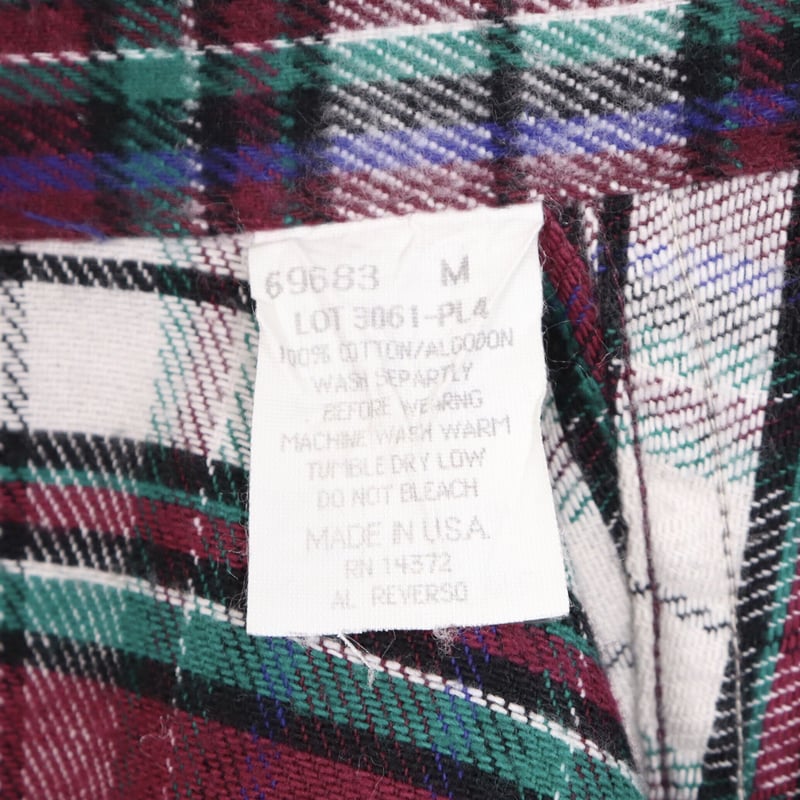 69683 M
LOT 3061-PL4
100% COTTON/ALGODON
WASH SEPARTLY
BEFORE WEARNG
MACHINE WASH WARM
TUMBLE DRY LOW
DO NOT BLEACH
MADE IN U.S.A.
RN 14372
AL REVERSO